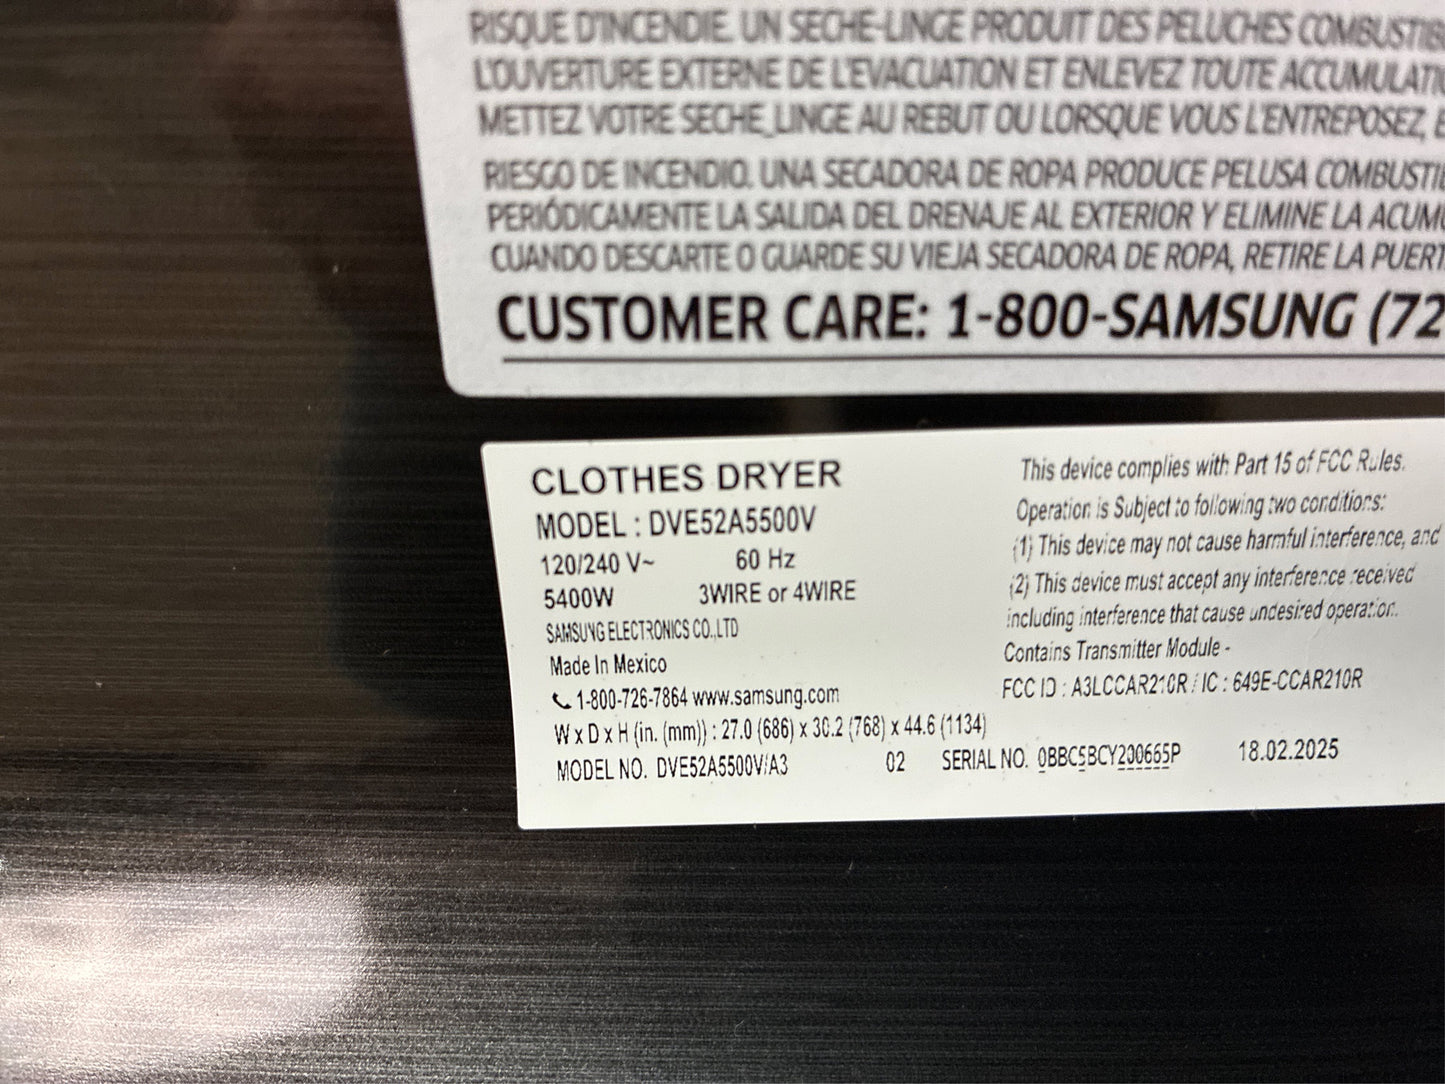 RISQUE D'INCENDIE. UN SECHE-LINGE PRODUIT DES PELUCHES COMBUSTIB
L'OUVERTURE EXTERNE DE L'EVACUATION ET ENLEVEZ TOUTE ACCUMULATI
METTEZ VOTRE SECHE_LINGE AU REBUT OU LORSQUE VOUS L'ENTREPOSEZ, E
RIESGO DE INCENDIO. UNA SECADORA DE ROPA PRODUCE PELUSA COMBUSTI
PERIÓDICAMENTE LA SALIDA DEL DRENAJE AL EXTERIOR Y ELIMINE LA ACUMU
CUANDO DESCARTE O GUARDE SU VIEJA SECADORA DE ROPA, RETIRE LA PUERT
CUSTOMER CARE: 1-800-SAMSUNG (72
CLOTHES DRYER
MODEL : DVE52A5500V
120/240 V~ 60 Hz
5400W 3WIRE or 4WIRE
SAMSUNG ELECTRONICS CO.,LTD
Made In Mexico
1-800-726-7864 www.samsung.com
W x D x H (in. (mm)) : 27.0 (686) x 30.2 (768) x 44.6 (1134)
MODEL NO. DVE52A5500V/A3 02 SERIAL NO. 0BBC5BCY200665P 18.02.2025
This device complies with Part 15 of FCC Rules.
Operation is Subject to following two conditions:
(1) This device may not cause harmful interference, and
(2) This device must accept any interference received
including interference that cause undesired operation.
Contains Transmitter Module -
FCC ID : A3LCCAR210R / IC : 649E-CCAR210R